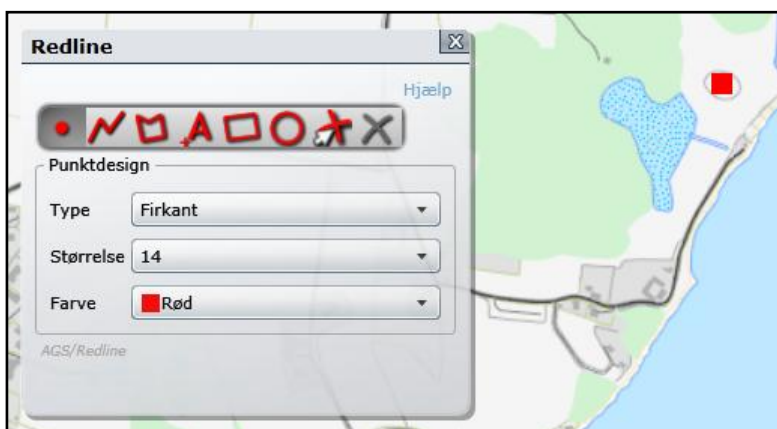 Redline
Hjælp
Punktdesign
Type Firkant
Størrelse 14
Farve Rød
AGS/Redline